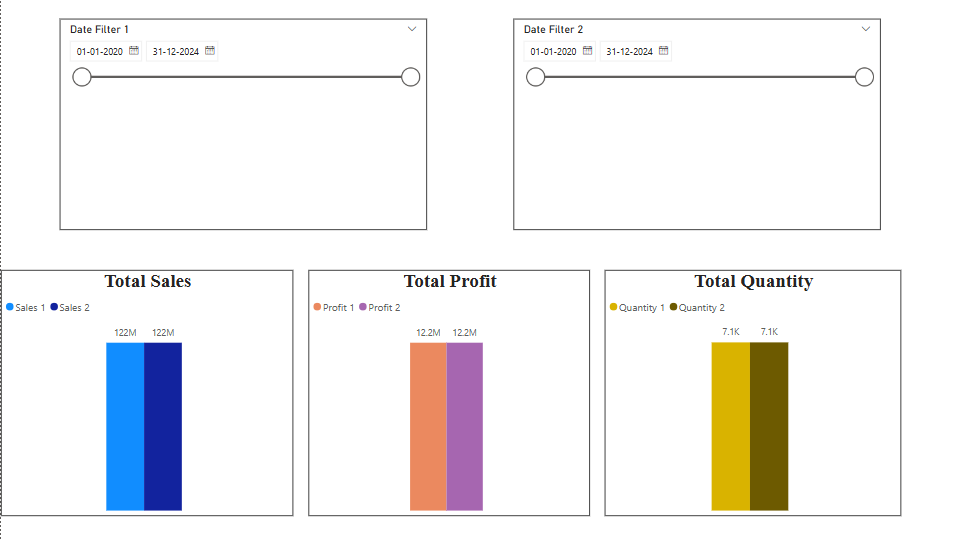 Date Filter 1
01-01-2020 31-12-2024
Date Filter 2
01-01-2020 31-12-2024
Total Sales
Sales 1 Sales 2
122M 122M
Total Profit
Profit 1 Profit 2
12.2M 12.2M
Total Quantity
Quantity 1 Quantity 2
7.1K 7.1K